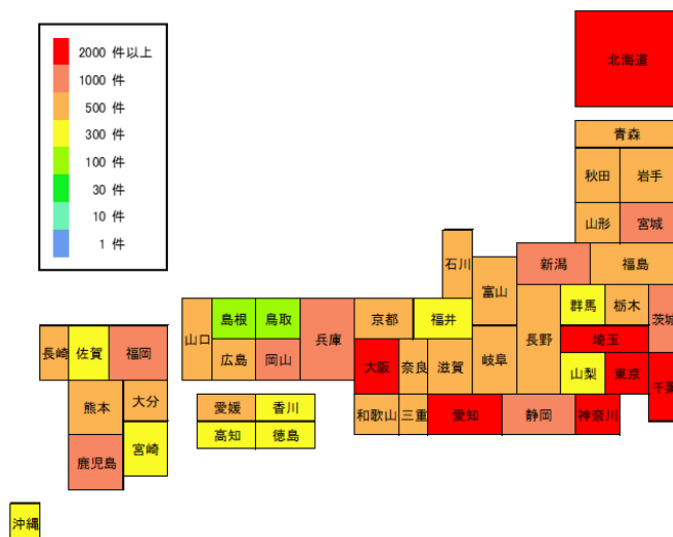 2000 件以上
1000 件
500 件
300 件
100 件
30 件
10 件
1 件
北海道
青森
秋田 岩手
山形 宮城
石川 新潟 福島
富山
島根 鳥取 京都 福井 群馬 栃木 茨城
山口 兵庫 長野
長崎 佐賀 福岡 埼玉
広島 岡山 大阪 奈良 滋賀 岐阜 山梨 東京 千葉
熊本 大分 愛媛 香川 和歌山 三重 愛知 静岡 神奈川
高知 徳島
宮崎
鹿児島
沖縄